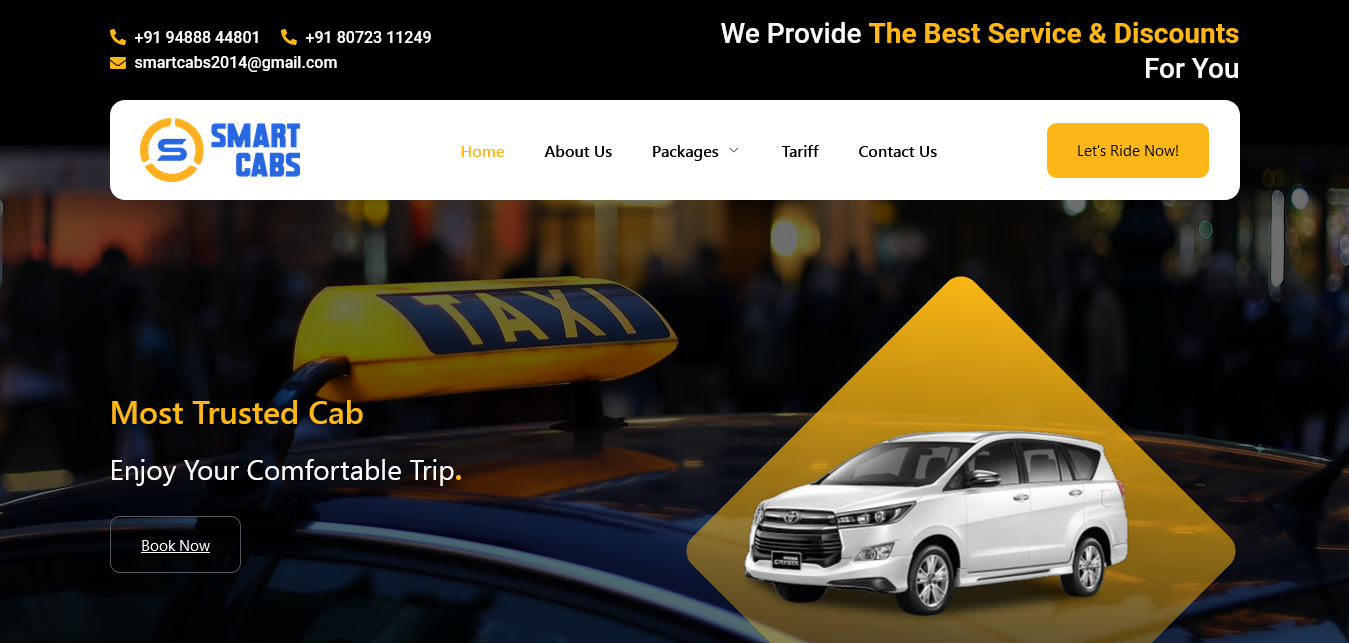 +91 94888 44801 +91 80723 11249
smartcabs2014@gmail.com
We Provide The Best Service & Discounts
For You
SMART
CABS
Home About Us Packages Tariff Contact Us
Let's Ride Now!
TAXI
Most Trusted Cab
Enjoy Your Comfortable Trip.
Book Now
CRYSTA